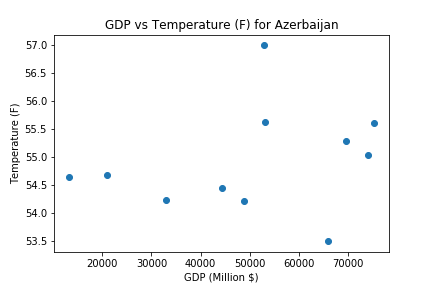 GDP vs Temperature (F) for Azerbaijan
57.0
56.5
56.0
55.5
55.0
54.5
54.0
53.5
Temperature (F)
20000 30000 40000 50000 60000 70000
GDP (Million $)